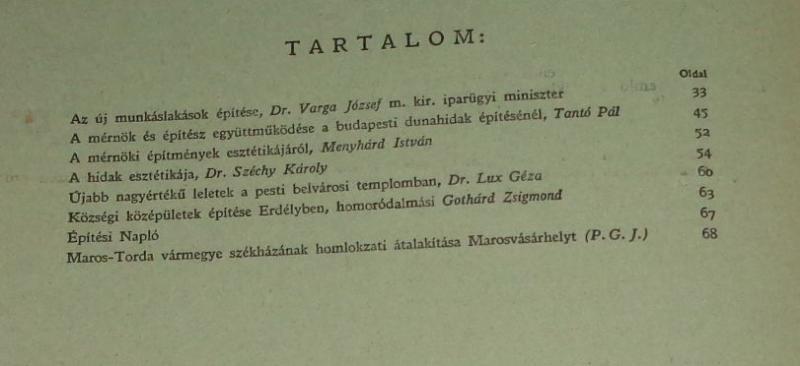 TARTALOM:
Oldal
Az új munkáslakások építése, Dr. Varga József m. kir. iparügyi miniszter 33
A mérnök és építész együttműködése a budapesti dunahidak építésénél, Tantó Pál 45
A mérnöki építmények esztétikájáról, Menyhárd István 52
A hidak esztétikája, Dr. Széchy Károly 54
Újabb nagyértékű leletek a pesti belvárosi templomban, Dr. Lux Géza 60
Községi középületek építése Erdélyben, homoródalmási Gothárd Zsigmond 63
Építési Napló 67
Maros-Torda vármegye székházának homlokzati átalakítása Marosvásárhelyt (P. G. J.) 68